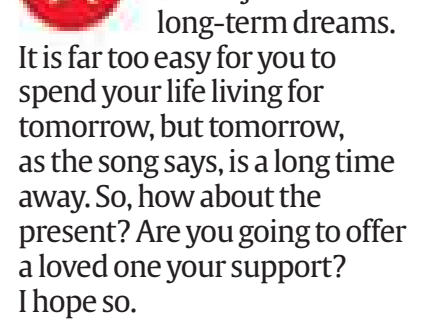 long-term dreams.
It is far too easy for you to
spend your life living for
tomorrow, but tomorrow,
as the song says, is a long time
away. So, how about the
present? Are you going to offer
a loved one your support?
I hope so.